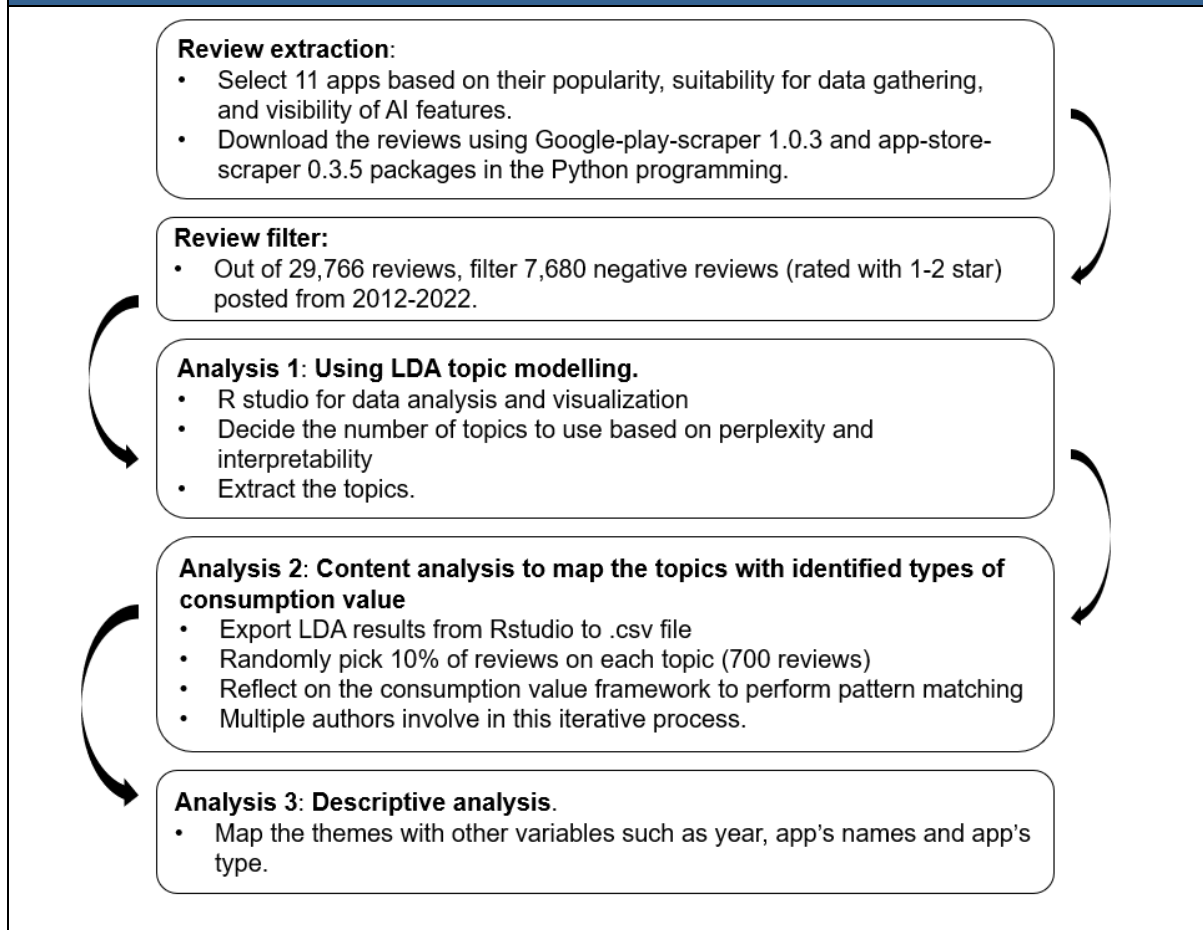 Review extraction:
• Select 11 apps based on their popularity, suitability for data gathering,
and visibility of AI features.
• Download the reviews using Google-play-scraper 1.0.3 and app-store-
scraper 0.3.5 packages in the Python programming.
Review filter:
• Out of 29,766 reviews, filter 7,680 negative reviews (rated with 1-2 star)
posted from 2012-2022.
Analysis 1: Using LDA topic modelling.
• R studio for data analysis and visualization
• Decide the number of topics to use based on perplexity and
interpretability
• Extract the topics.
Analysis 2: Content analysis to map the topics with identified types of
consumption value
• Export LDA results from Rstudio to .csv file
• Randomly pick 10% of reviews on each topic (700 reviews)
• Reflect on the consumption value framework to perform pattern matching
• Multiple authors involve in this iterative process.
Analysis 3: Descriptive analysis.
• Map the themes with other variables such as year, app's names and app's
type.